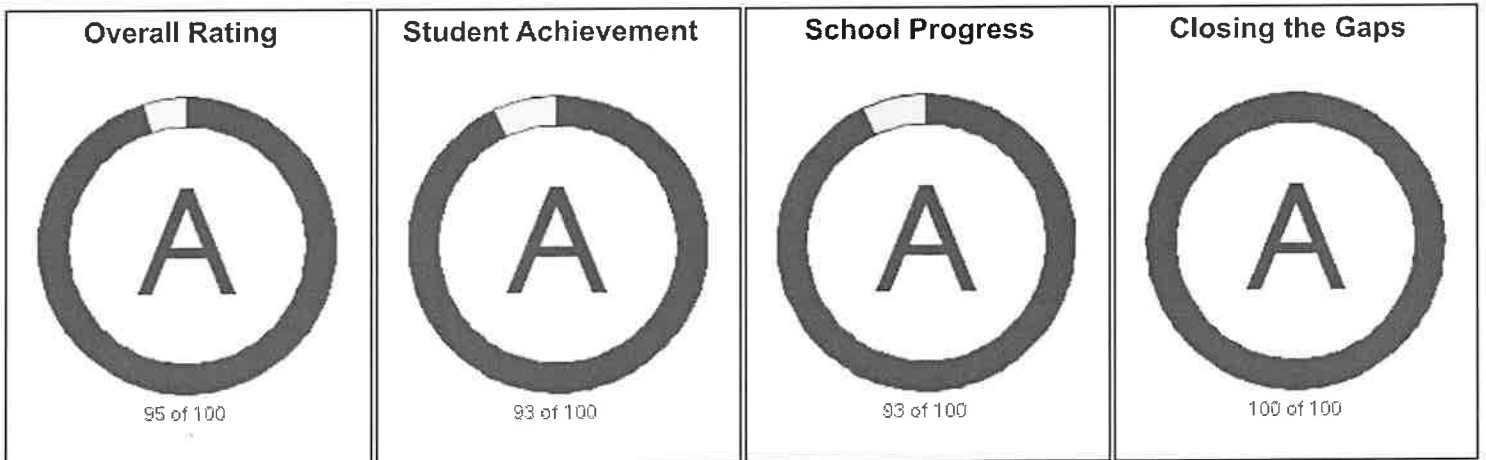 Overall Rating
A
95 of 100
Student Achievement
A
93 of 100
School Progress
A
93 of 100
Closing the Gaps
A
100 of 100